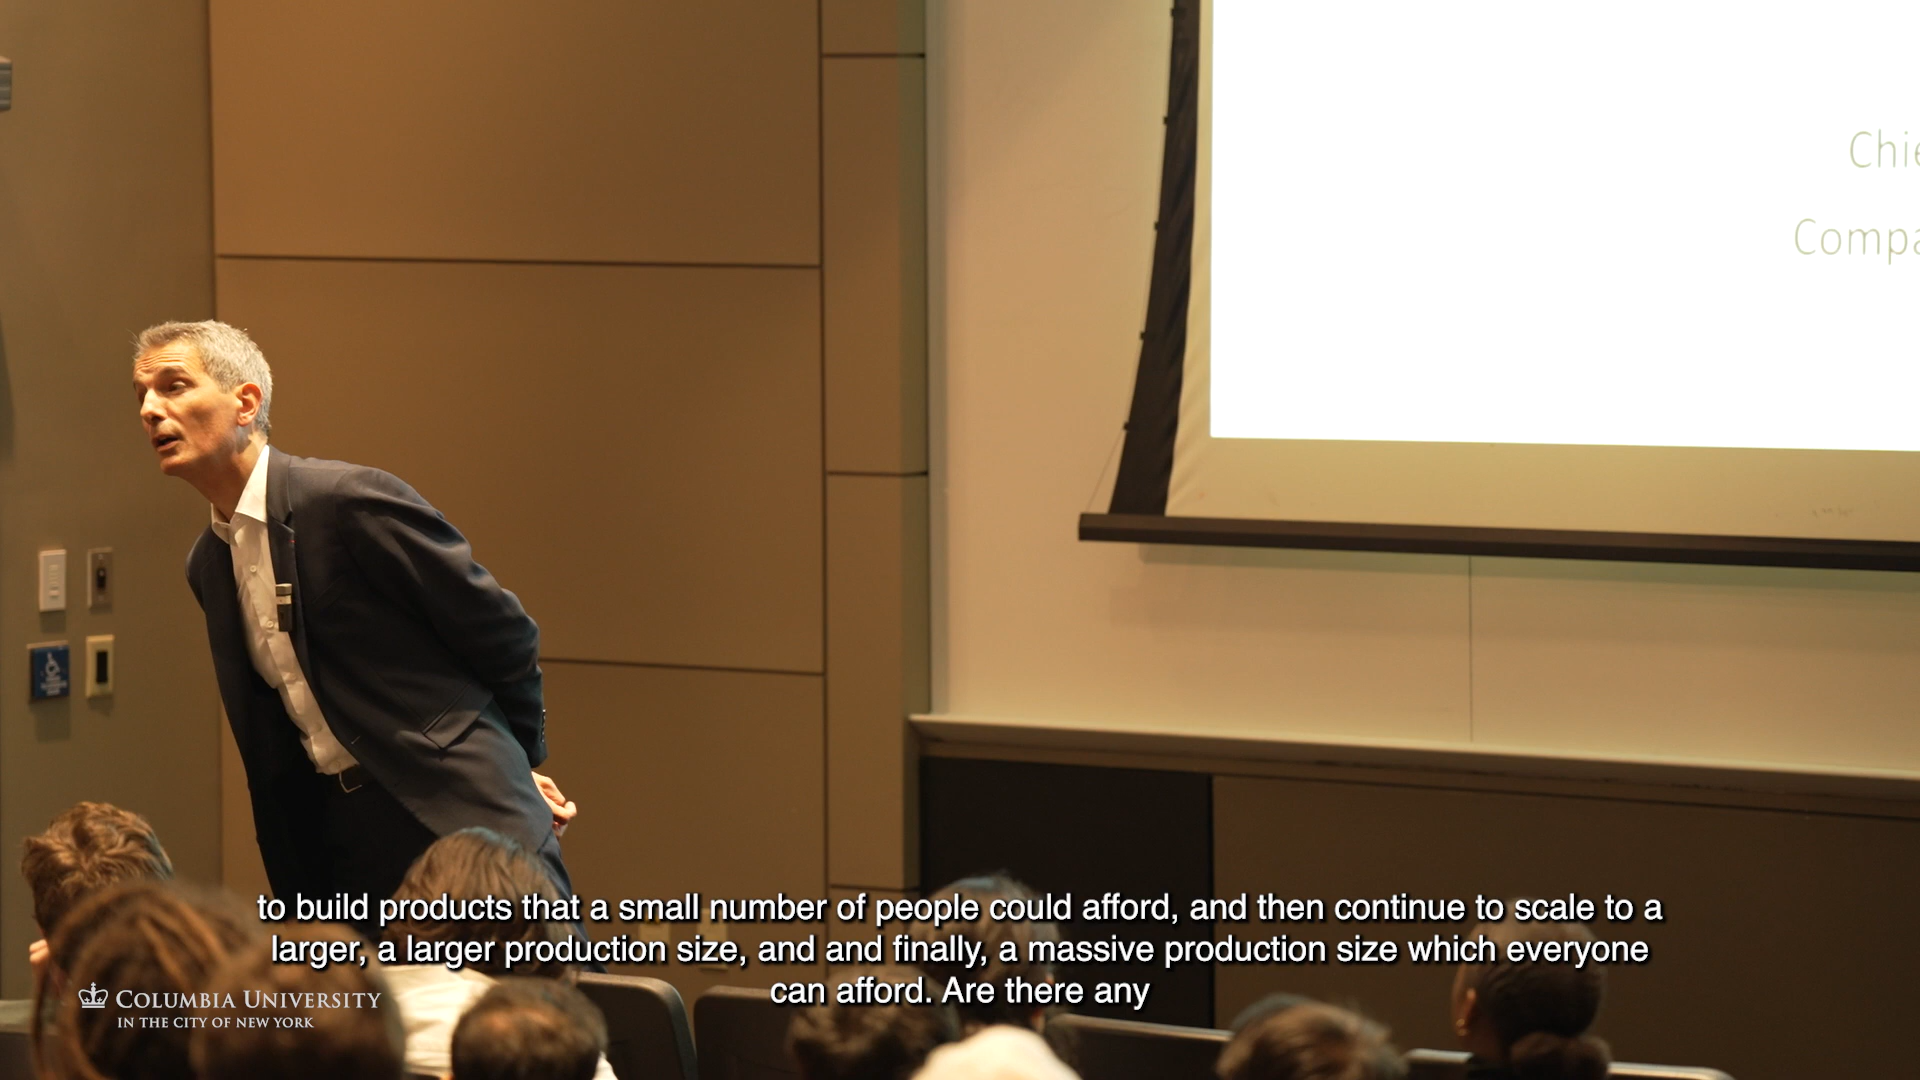 Chie
Compa
to build products that a small number of people could afford, and then continue to scale to a
larger, a larger production size, and and finally, a massive production size which everyone
can afford. Are there any
COLUMBIA UNIVERSITY
IN THE CITY OF NEW YORK